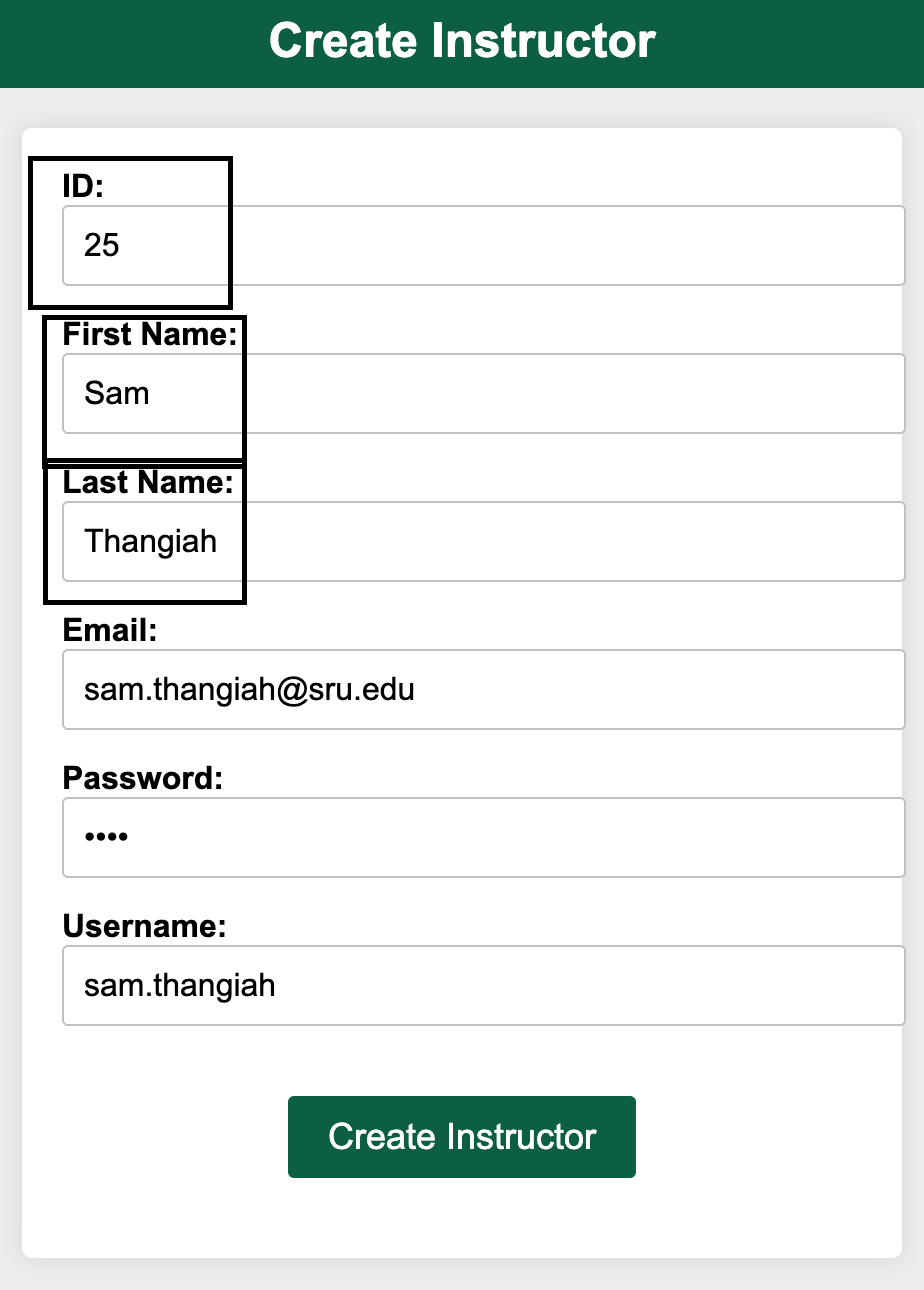 Create Instructor
ID:
25
First Name:
Sam
Last Name:
Thangiah
Email:
sam.thangiah@sru.edu
Password:
••••
Username:
sam.thangiah
Create Instructor